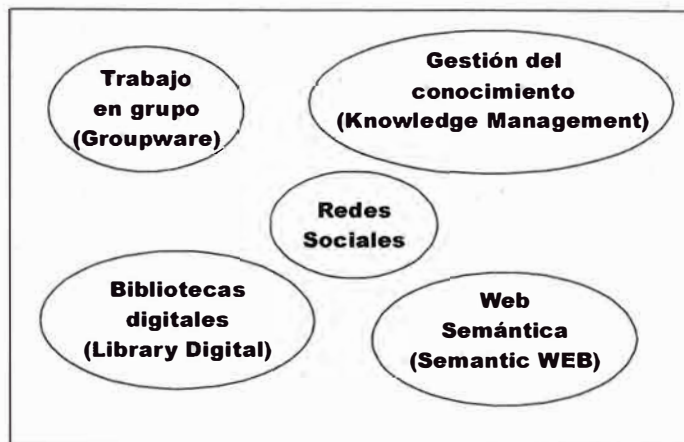 Trabajo
en grupo
(Groupware)
Gestión del
conocimiento
(Knowledge Management)
Redes
Sociales
Bibliotecas
digitales
(Library Digital)
Web
Semántica
(Semantic WEB)